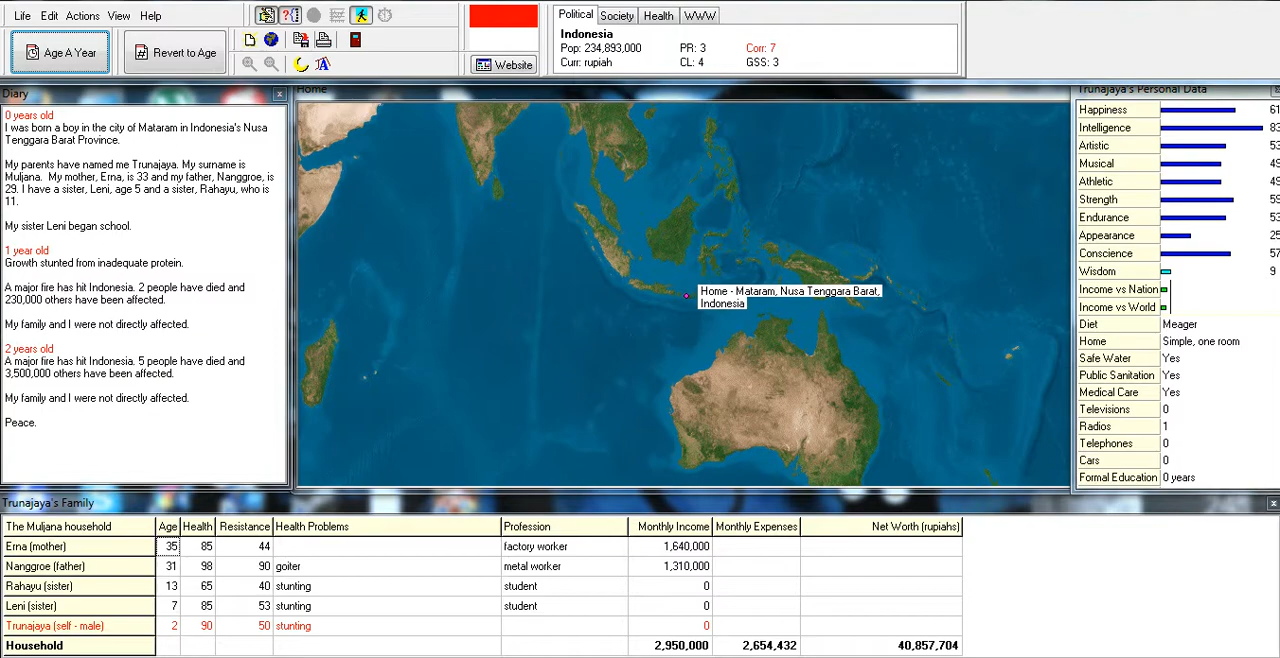 Life Edit Actions View Help
Age A Year
Revert to Age
Website
Political Society Health WWW
Indonesia
Pop: 234,893,000 PR: 3 Corr: 7
Curr: rupiah CL: 4 GSS: 3
Diary
0 years old
I was born a boy in the city of Mataram in Indonesia's Nusa
Tenggara Barat Province.
My parents have named me Trunajaya. My surname is
Muljana. My mother, Erna, is 33 and my father, Nanggroe, is
29. I have a sister, Leni, age 5 and a sister, Rahayu, who is
11.
My sister Leni began school.
1 year old
Growth stunted from inadequate protein.
A major fire has hit Indonesia. 2 people have died and
230,000 others have been affected.
My family and I were not directly affected.
2 years old
A major fire has hit Indonesia. 5 people have died and
3,500,000 others have been affected.
My family and I were not directly affected.
Peace.
Home
Home - Mataram, Nusa Tenggara Barat,
Indonesia
Trunajaya's Personal Data
Happiness 61
Intelligence 83
Artistic 53
Musical 49
Athletic 49
Strength 59
Endurance 53
Appearance 25
Conscience 57
Wisdom 9
Income vs Nation
Income vs World
Diet Meager
Home Simple, one room
Safe Water Yes
Public Sanitation Yes
Medical Care Yes
Televisions 0
Radios 1
Telephones 0
Cars 0
Formal Education 0 years
Trunajaya's Family
The Muljana household Age Health Resistance Health Problems Profession Monthly Income Monthly Expenses Net Worth (rupiahs)
Erna (mother) 35 85 44 factory worker 1,640,000
Nanggroe (father) 31 98 90 goiter metal worker 1,310,000
Rahayu (sister) 13 65 40 stunting student 0
Leni (sister) 7 85 53 stunting student 0
Trunajaya (self - male) 2 90 50 stunting 0
Household 2,950,000 2,654,432 40,857,704